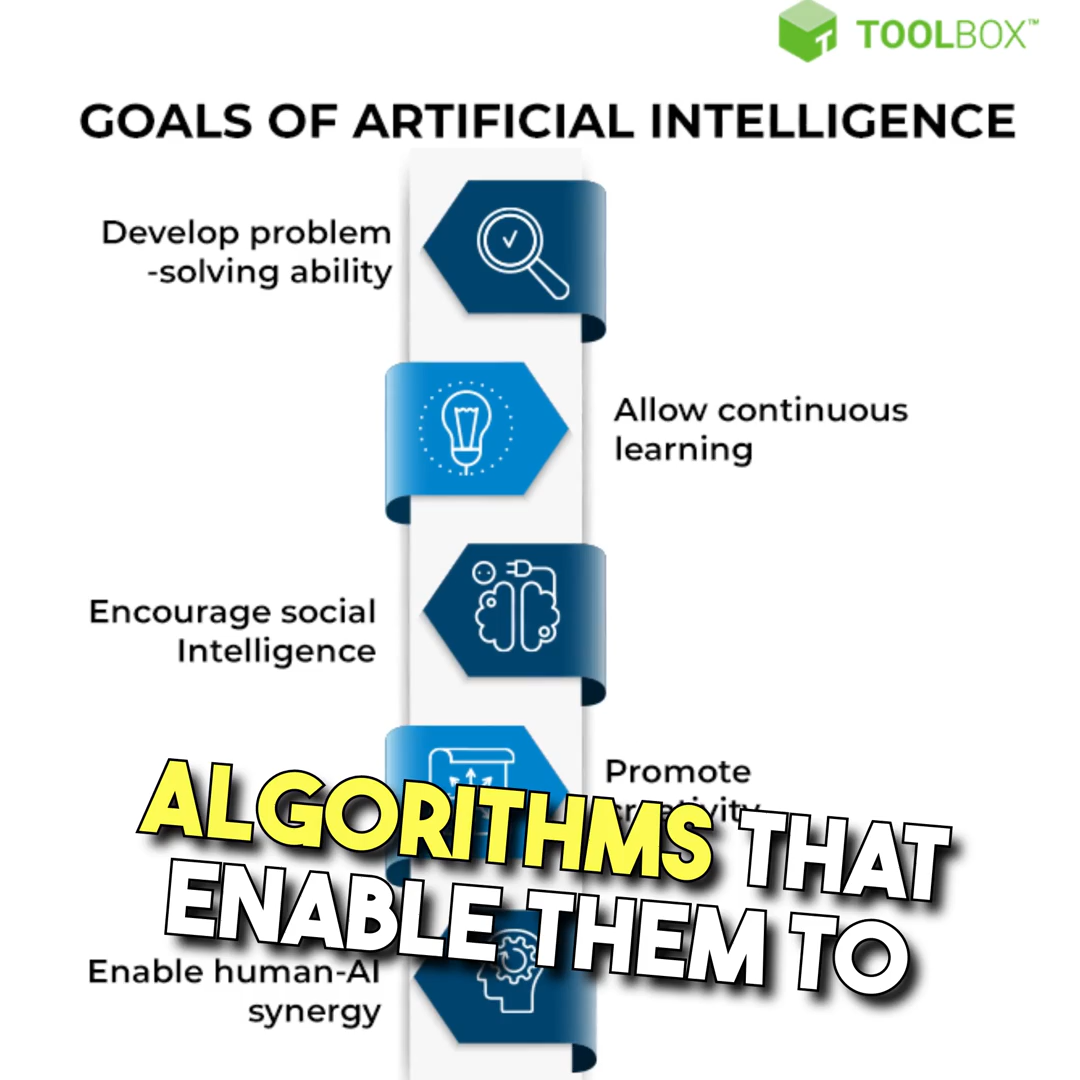 TOOLBOX™
GOALS OF ARTIFICIAL INTELLIGENCE
Develop problem
-solving ability
Allow continuous
learning
Encourage social
Intelligence
Promote
creativity
ALGORITHMS THAT
ENABLE THEM TO
Enable human-AI
synergy